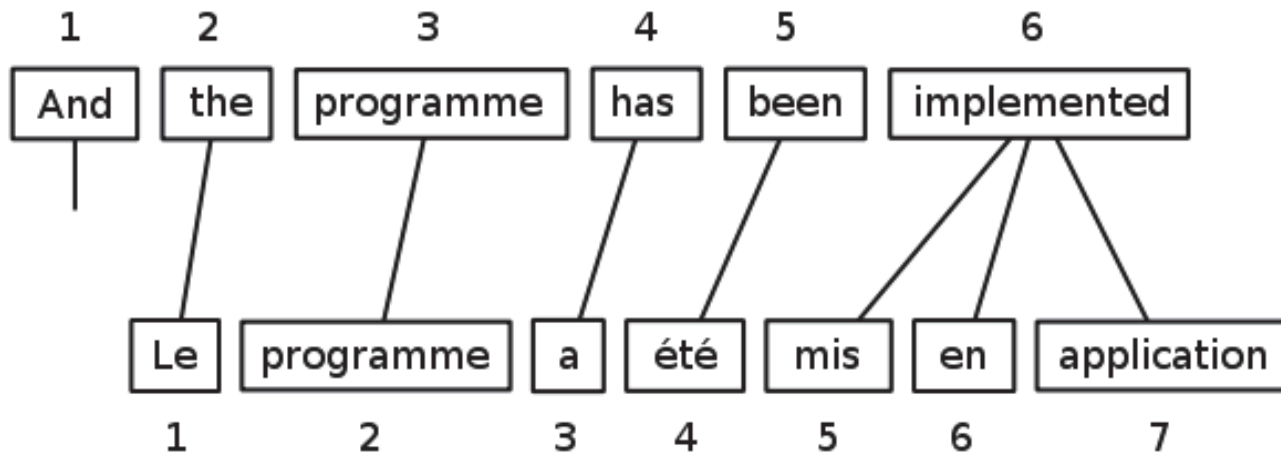 1 2 3 4 5 6
And the programme has been implemented
Le programme a été mis en application
1 2 3 4 5 6 7